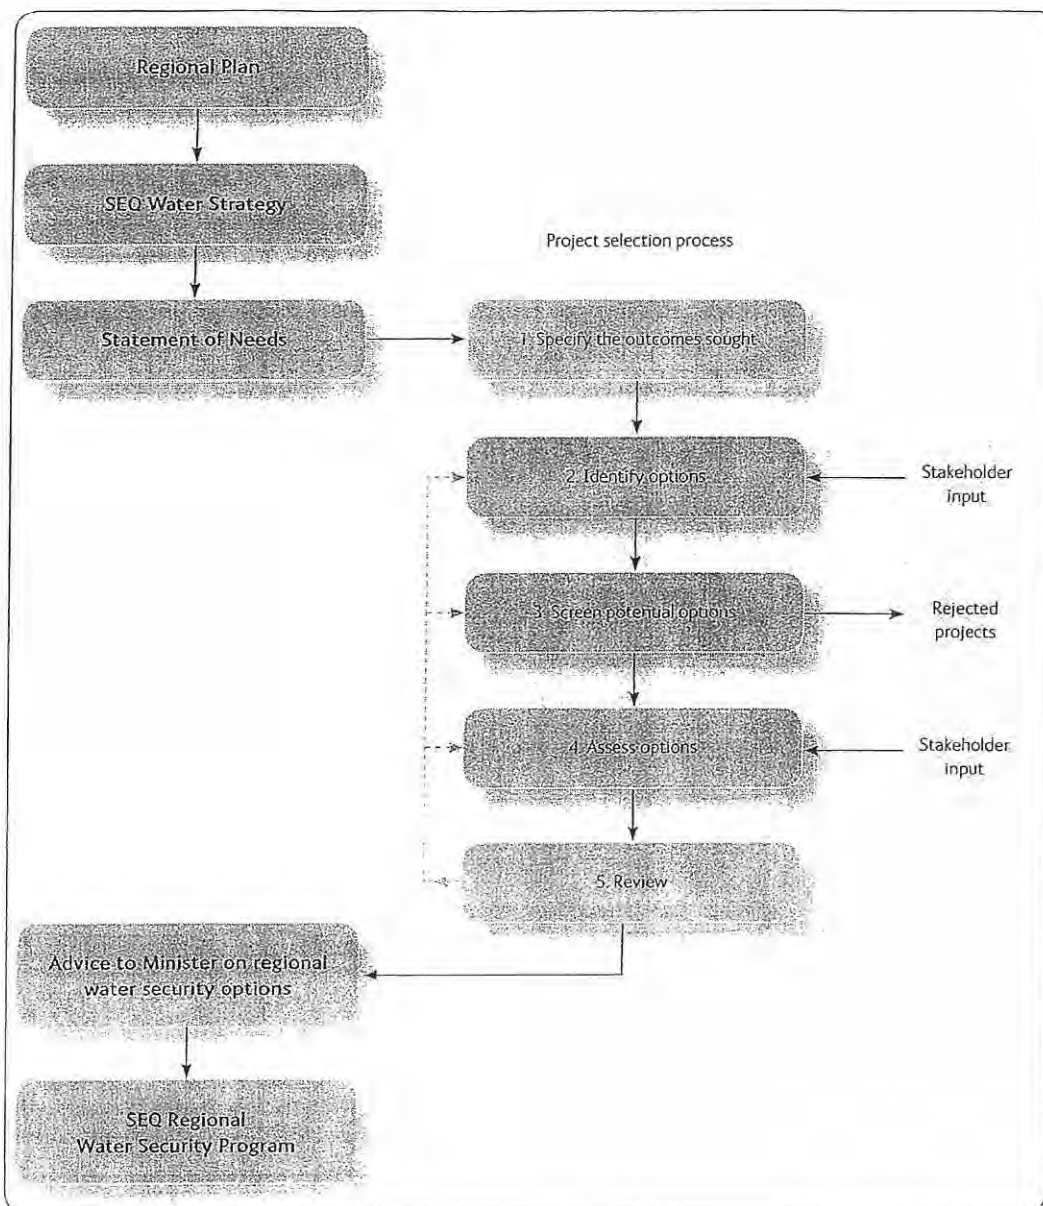 Regional Plan
SEQ Water Strategy
Statement of Needs
Project selection process
1. Specify the outcomes sought
2. Identify options
Stakeholder
input
3. Screen potential options
Rejected
projects
4. Assess options
Stakeholder
input
5. Review
Advice to Minister on regional
water security options
SEQ Regional
Water Security Program